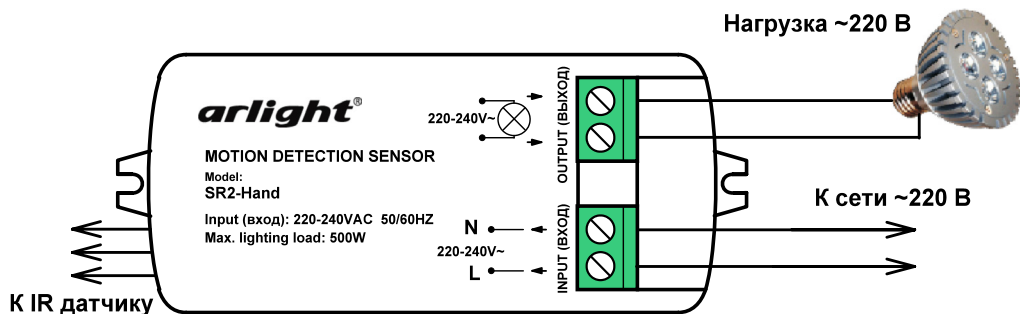 Нагрузка ~220 В
arlight®
220-240V~
OUTPUT (ВЫХОД)
MOTION DETECTION SENSOR
Model:
SR2-Hand
Input (вход): 220-240VAC 50/60HZ
Max. lighting load: 500W
N
220-240V~
L
INPUT (ВХОД)
К сети ~220 В
К IR датчику